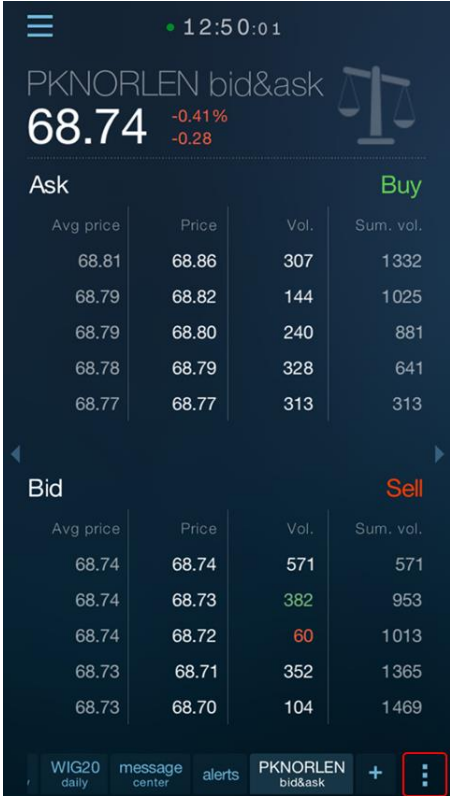 12:50:01
PKNORLEN bid&ask
68.74 -0.41%
-0.28
Ask Buy
Avg price Price Vol. Sum. vol.
68.81 68.86 307 1332
68.79 68.82 144 1025
68.79 68.80 240 881
68.78 68.79 328 641
68.77 68.77 313 313
Bid Sell
Avg price Price Vol. Sum. vol.
68.74 68.74 571 571
68.74 68.73 382 953
68.74 68.72 60 1013
68.73 68.71 352 1365
68.73 68.70 104 1469
WIG20 message alerts PKNORLEN +
daily center bid&ask